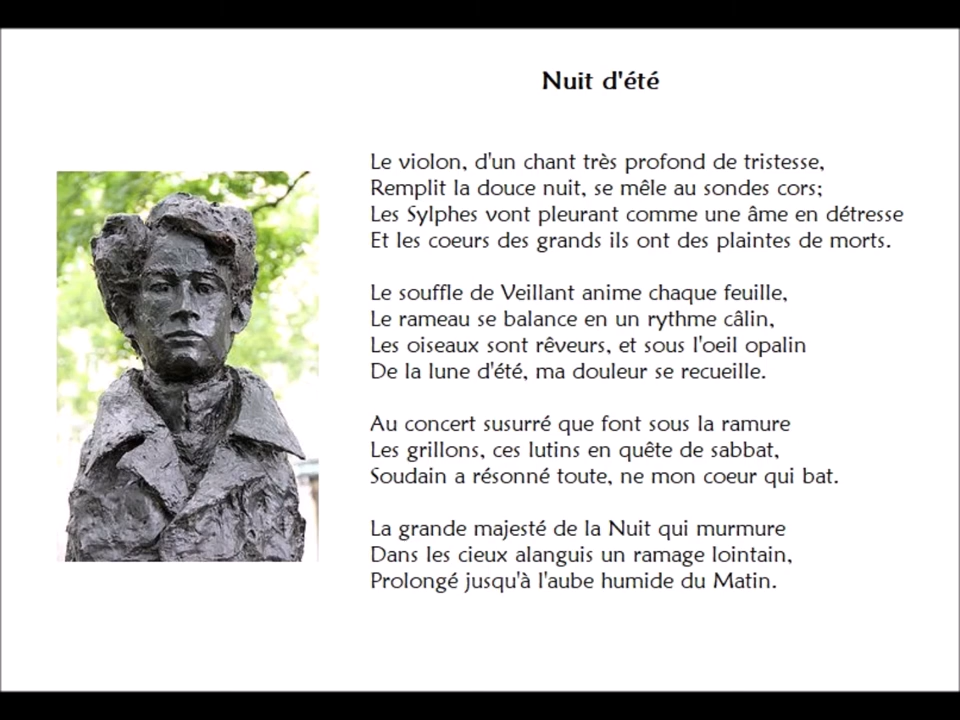 Nuit d'été
Le violon, d'un chant très profond de tristesse,
Remplit la douce nuit, se mêle au sondes cors;
Les Sylphes vont pleurant comme une âme en détresse
Et les coeurs des grands ils ont des plaintes de morts.
Le souffle de Veillant anime chaque feuille,
Le rameau se balance en un rythme câlin,
Les oiseaux sont rêveurs, et sous l'oeil opalin
De la lune d'été, ma douleur se recueille.
Au concert susurré que font sous la ramure
Les grillons, ces lutins en quête de sabbat,
Soudain a résonné toute, ne mon coeur qui bat.
La grande majesté de la Nuit qui murmure
Dans les cieux alanguis un ramage lointain,
Prolongé jusqu'à l'aube humide du Matin.